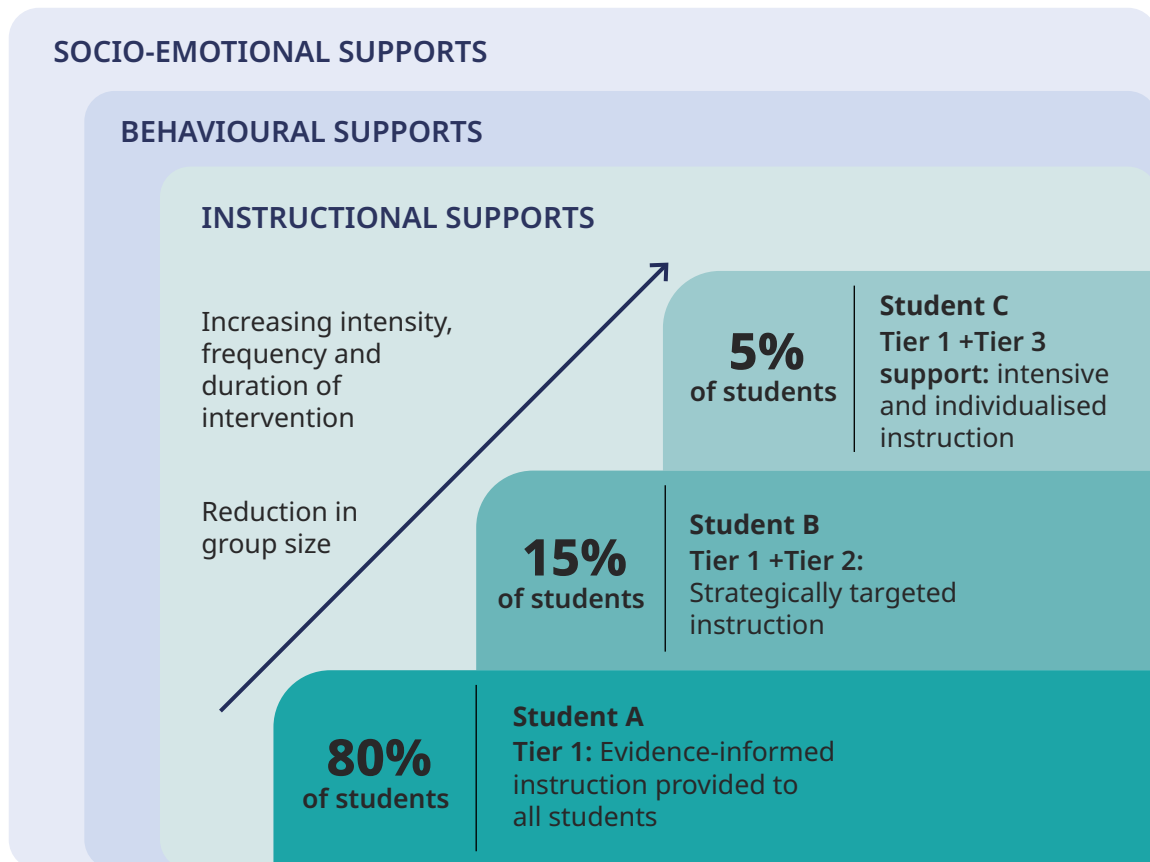 SOCIO-EMOTIONAL SUPPORTS
BEHAVIOURAL SUPPORTS
INSTRUCTIONAL SUPPORTS
Increasing intensity,
frequency and
duration of
intervention
Reduction in
group size
5%
of students
Student C
Tier 1 +Tier 3
support: intensive
and individualised
instruction
15%
of students
Student B
Tier 1 +Tier 2:
Strategically targeted
instruction
80%
of students
Student A
Tier 1: Evidence-informed
instruction provided to
all students